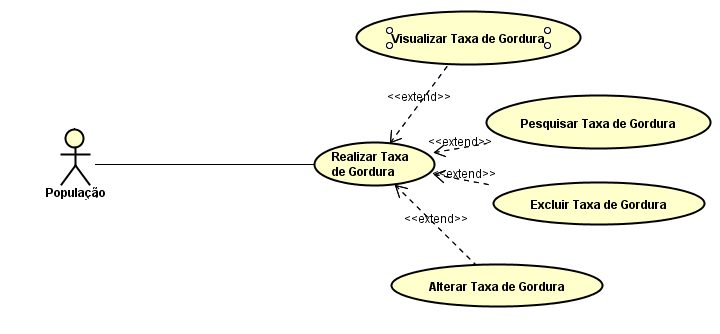 Visualizar Taxa de Gordura
<<extend>>
Pesquisar Taxa de Gordura
<<extend>>
Realizar Taxa
de Gordura
<<extend>>
População
Excluir Taxa de Gordura
<<extend>>
Alterar Taxa de Gordura